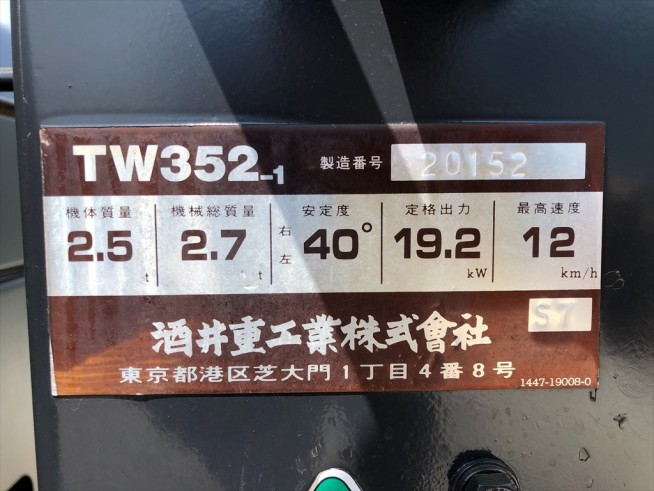 TW352-1 製造番号 20152
機体質量 機械総質量 安定度 定格出力 最高速度
2.5 t 2.7 t 右左 40° 19.2 kW 12 km/h
S7
酒井重工業株式會社
東京都港区芝大門1丁目4番8号
1447-19008-0